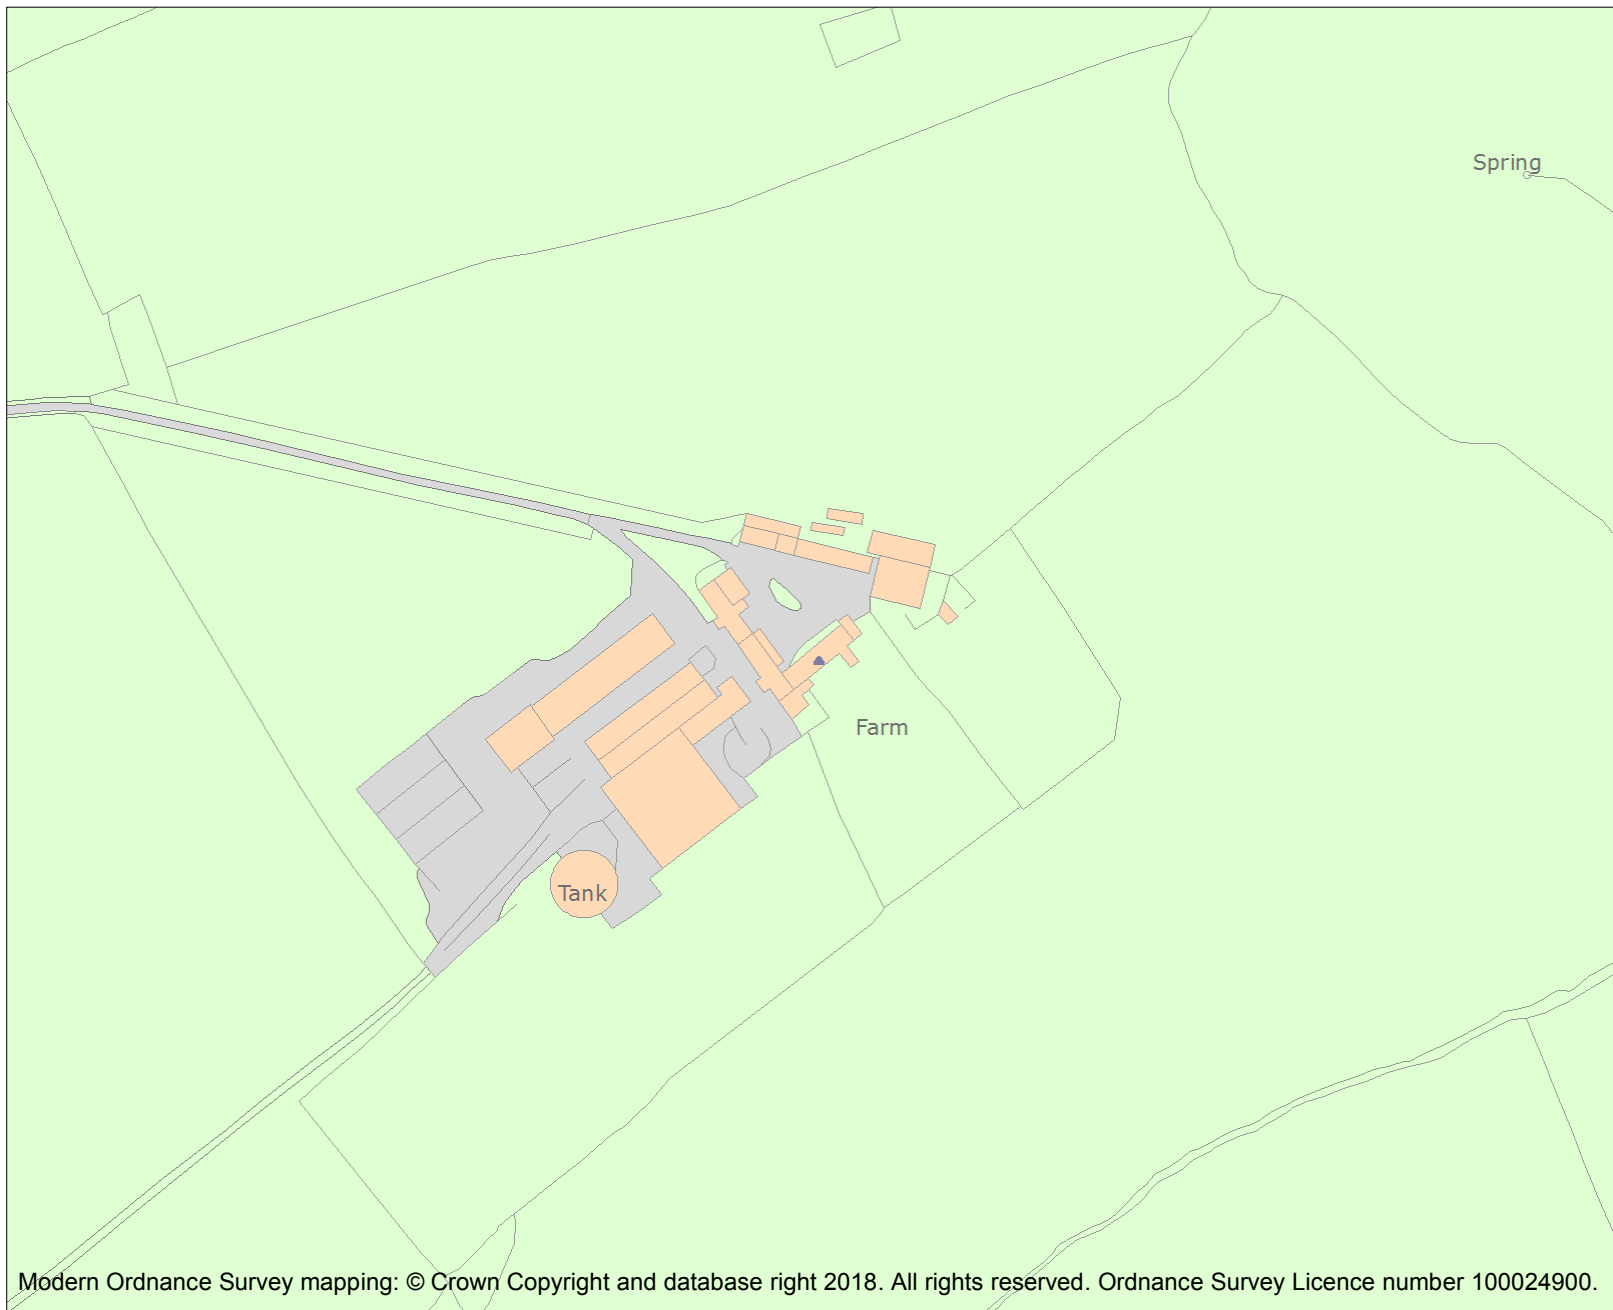 Spring
Farm
Tank
Modern Ordnance Survey mapping: © Crown Copyright and database right 2018. All rights reserved. Ordnance Survey Licence number 100024900.